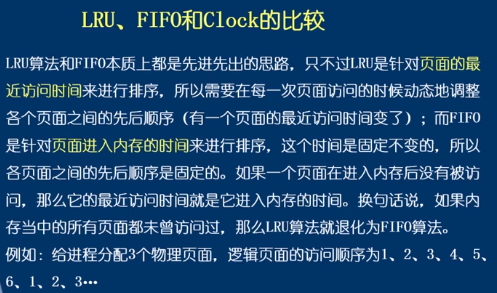 LRU、FIFO和Clock的比较
LRU算法和FIFO本质上都是先进先出的思路，只不过LRU是针对页面的最
近访问时间来进行排序，所以需要在每一次页面访问的时候动态地调整
各个页面之间的先后顺序（有一个页面的最近访问时间变了）；而FIFO
是针对页面进入内存的时间来进行排序，这个时间是固定不变的，所以
各页面之间的先后顺序是固定的。如果一个页面在进入内存后没有被访
问，那么它的最近访问时间就是它进入内存的时间。换句话说，如果内
存当中的所有页面都未曾访问过，那么LRU算法就退化为FIFO算法。
例如：给进程分配3个物理页面，逻辑页面的访问顺序为1、2、3、4、5、
6、1、2、3…